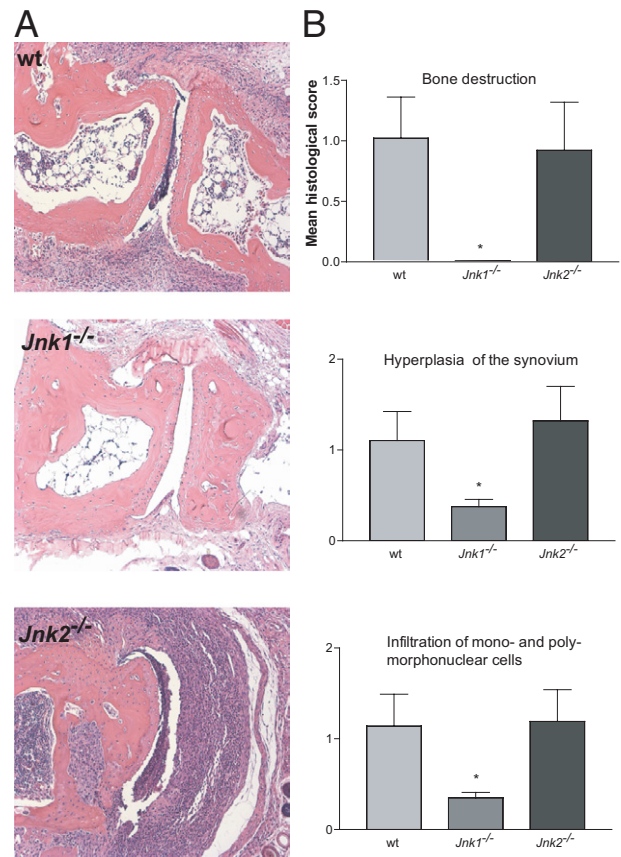 A
B
wt
Jnk1-/-
Jnk2-/-
Bone destruction
Mean histological score
1.5
1.0
0.5
0.0
*
wt
Jnk1-/-
Jnk2-/-
Hyperplasia of the synovium
2
1
0
*
wt
Jnk1-/-
Jnk2-/-
Infiltration of mono- and poly-
morphonuclear cells
2
1
0
*
wt
Jnk1-/-
Jnk2-/-